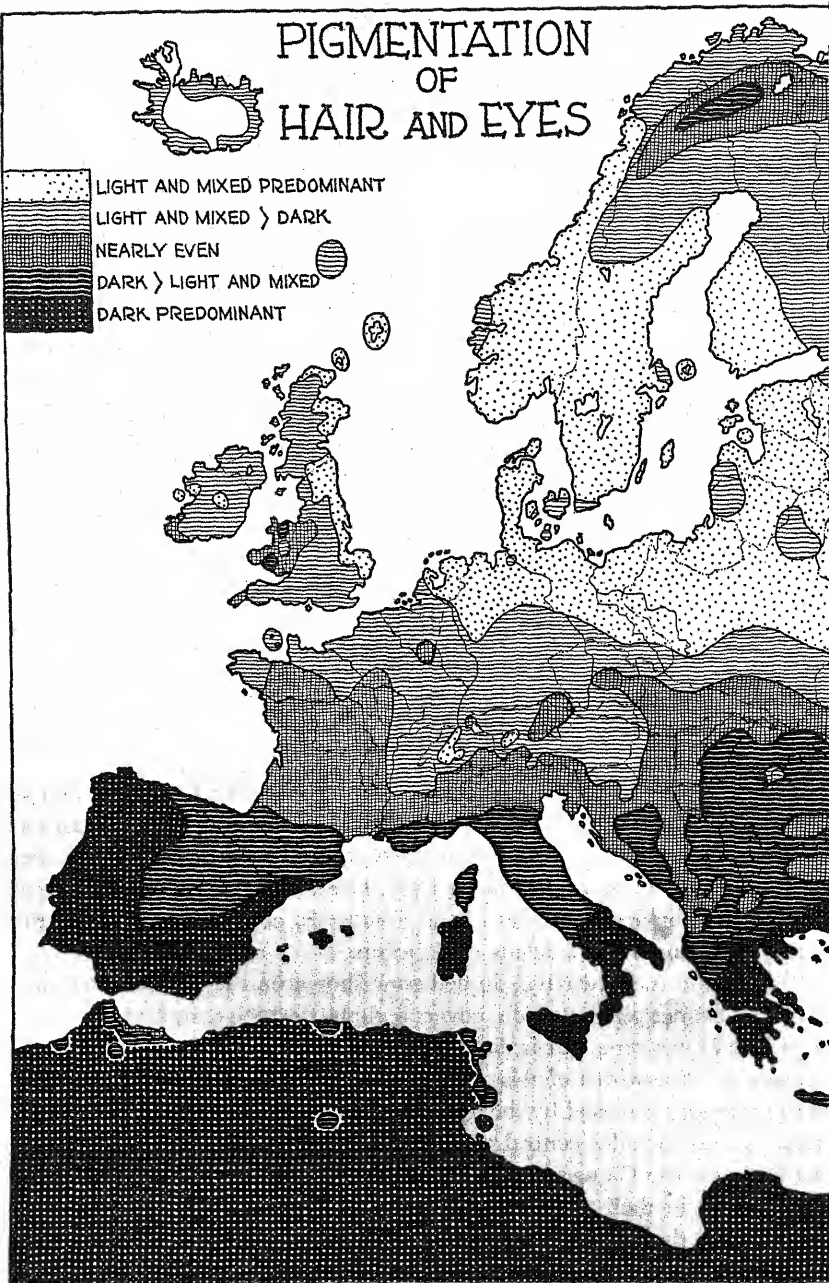 PIGMENTATION
OF
HAIR AND EYES
LIGHT AND MIXED PREDOMINANT
LIGHT AND MIXED > DARK
NEARLY EVEN
DARK > LIGHT AND MIXED
DARK PREDOMINANT